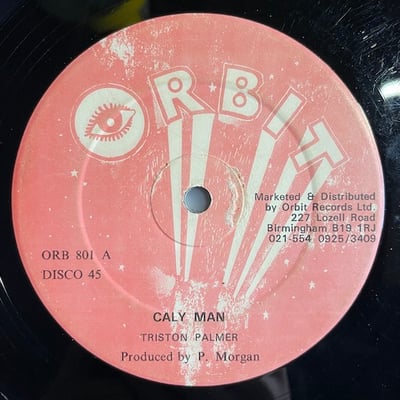 ORBIT
Marketed & Distributed
by Orbit Records Ltd.
227 Lozell Road
Birmingham B19 1RJ
021-554 0925/3409
ORB 801 A
DISCO 45
CALY MAN
TRISTON PALMER
Produced by P. Morgan